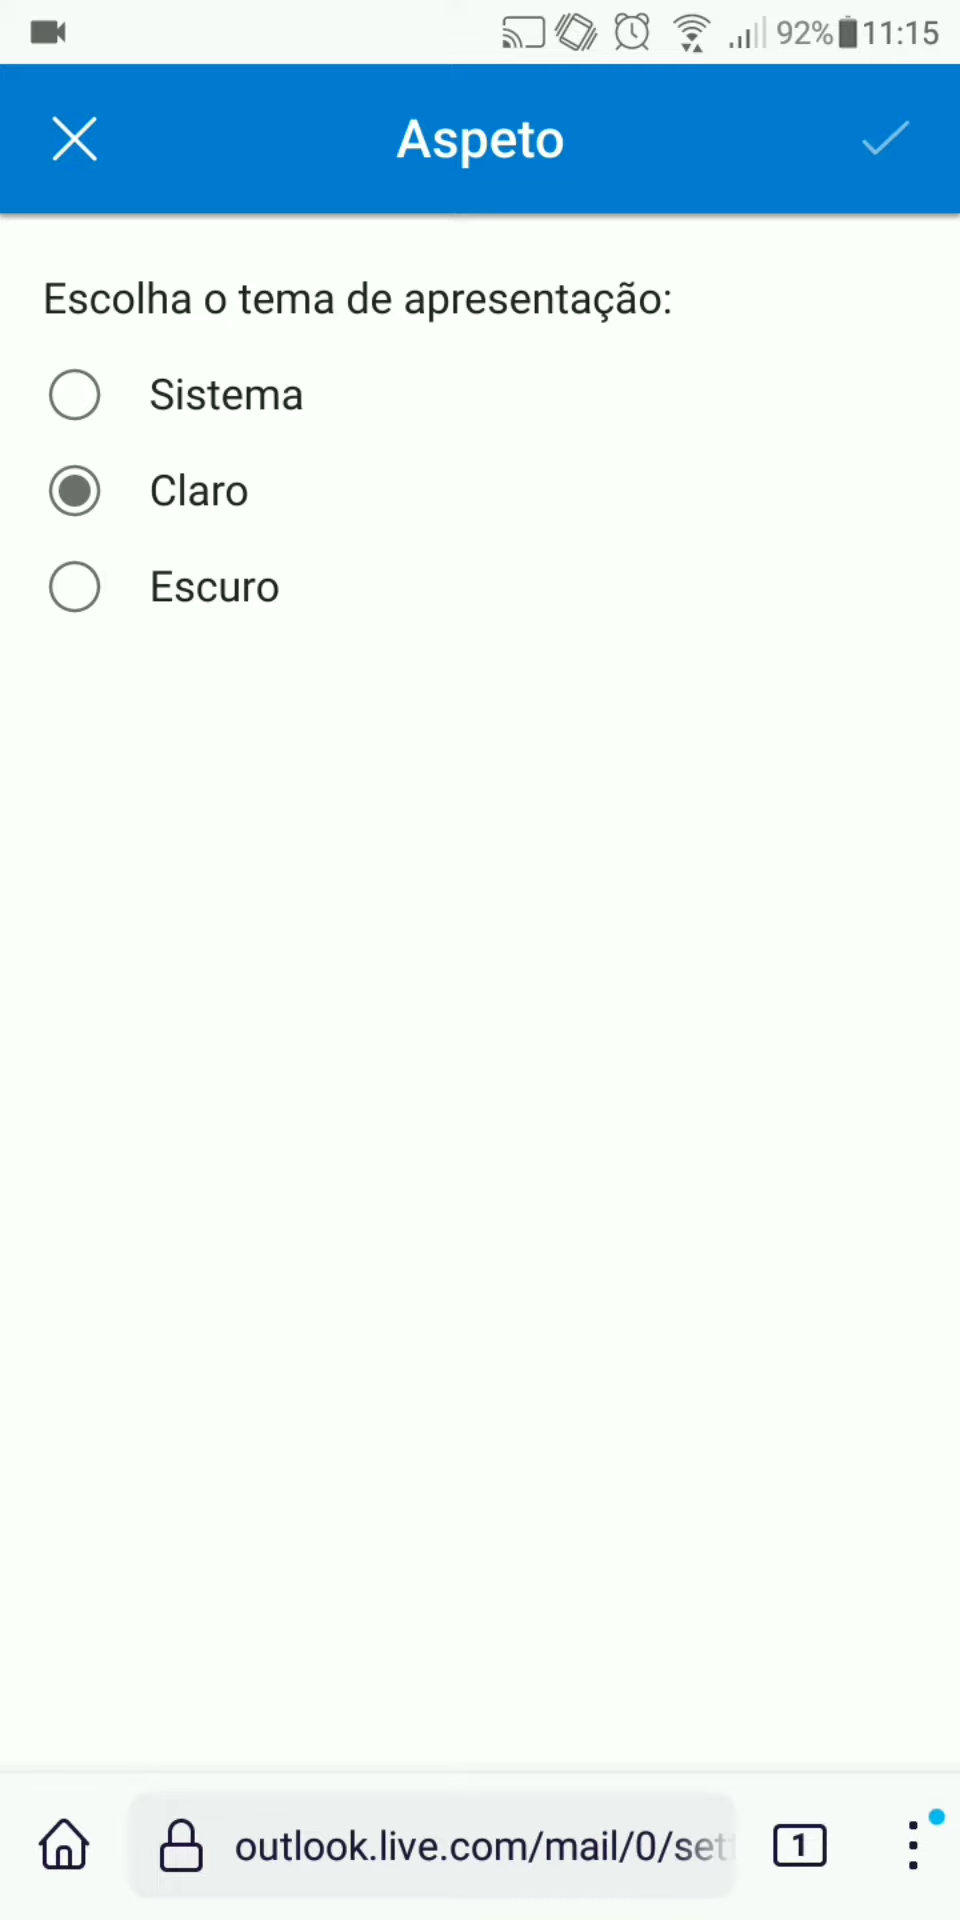 92% 11:15
Aspeto
Escolha o tema de apresentação:
Sistema
Claro
Escuro
outlook.live.com/mail/0/set
1